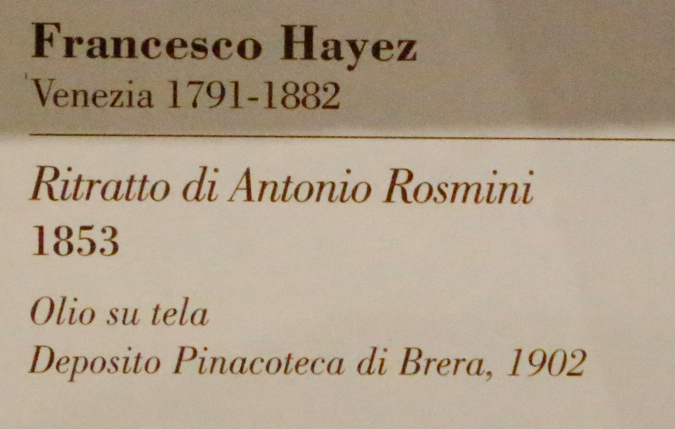 Francesco Hayez
Venezia 1791-1882
Ritratto di Antonio Rosmini
1853
Olio su tela
Deposito Pinacoteca di Brera, 1902